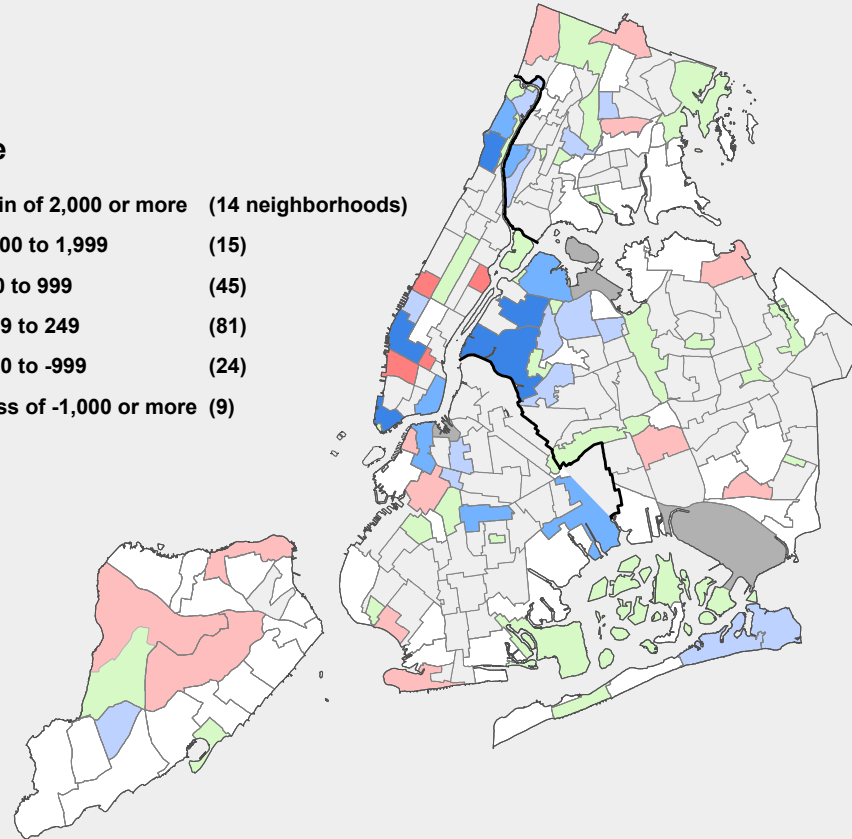 e
in of 2,000 or more (14 neighborhoods)
00 to 1,999 (15)
0 to 999 (45)
9 to 249 (81)
0 to -999 (24)
ss of -1,000 or more (9)